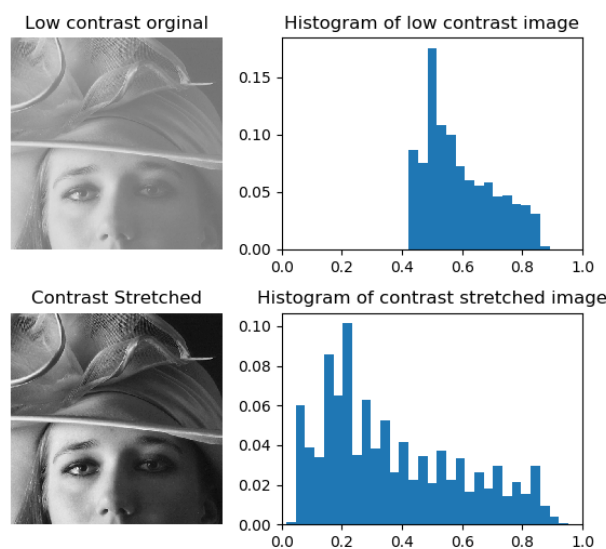 Low contrast orginal
Histogram of low contrast image
0.15
0.10
0.05
0.00
0.0 0.2 0.4 0.6 0.8 1.0
Contrast Stretched
Histogram of contrast stretched image
0.10
0.08
0.06
0.04
0.02
0.00
0.0 0.2 0.4 0.6 0.8 1.0